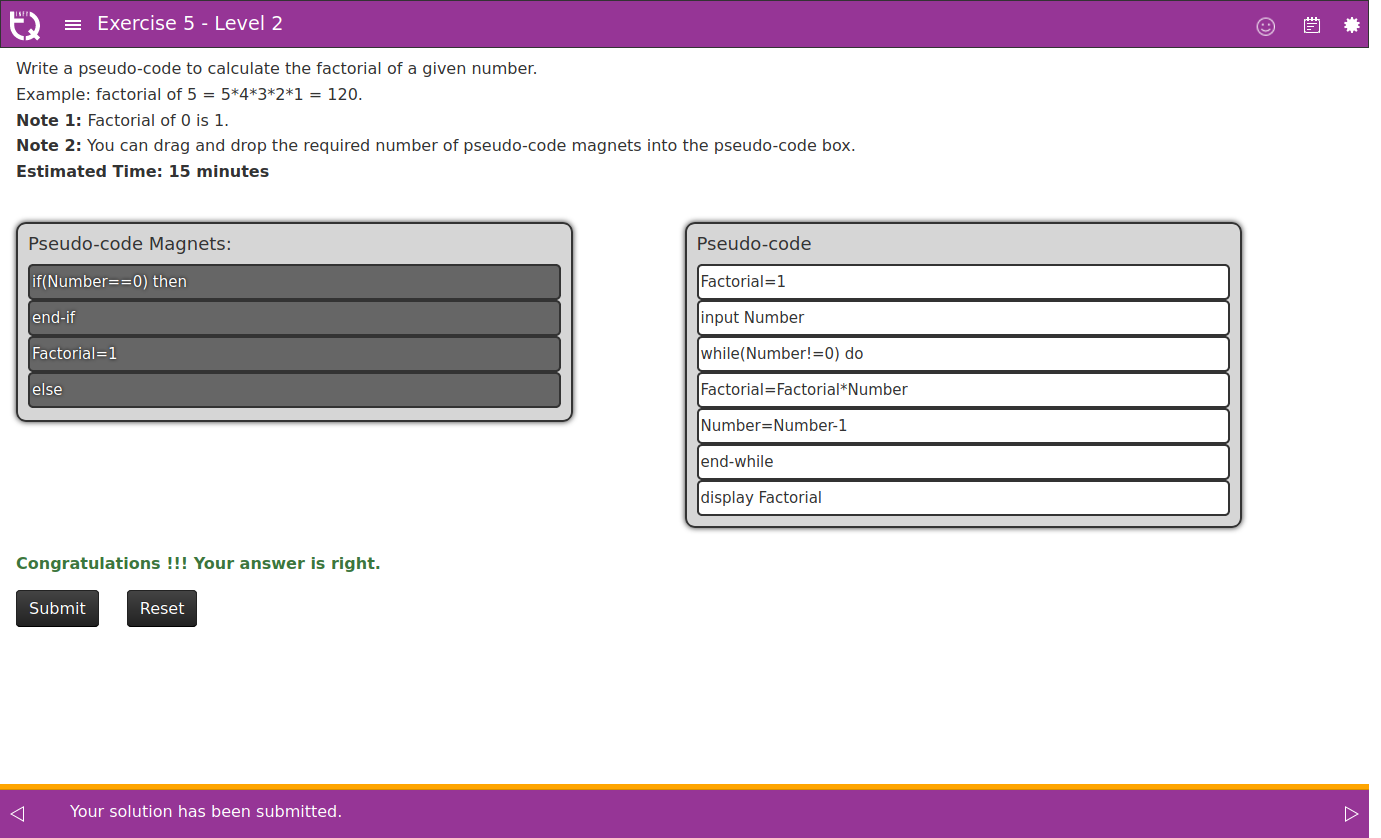 Exercise 5 - Level 2
Write a pseudo-code to calculate the factorial of a given number.
Example: factorial of 5 = 5*4*3*2*1 = 120.
Note 1: Factorial of 0 is 1.
Note 2: You can drag and drop the required number of pseudo-code magnets into the pseudo-code box.
Estimated Time: 15 minutes
Pseudo-code Magnets:
if(Number==0) then
end-if
Factorial=1
else
Pseudo-code
Factorial=1
input Number
while(Number!=0) do
Factorial=Factorial*Number
Number=Number-1
end-while
display Factorial
Congratulations !!! Your answer is right.
Submit
Reset
Your solution has been submitted.